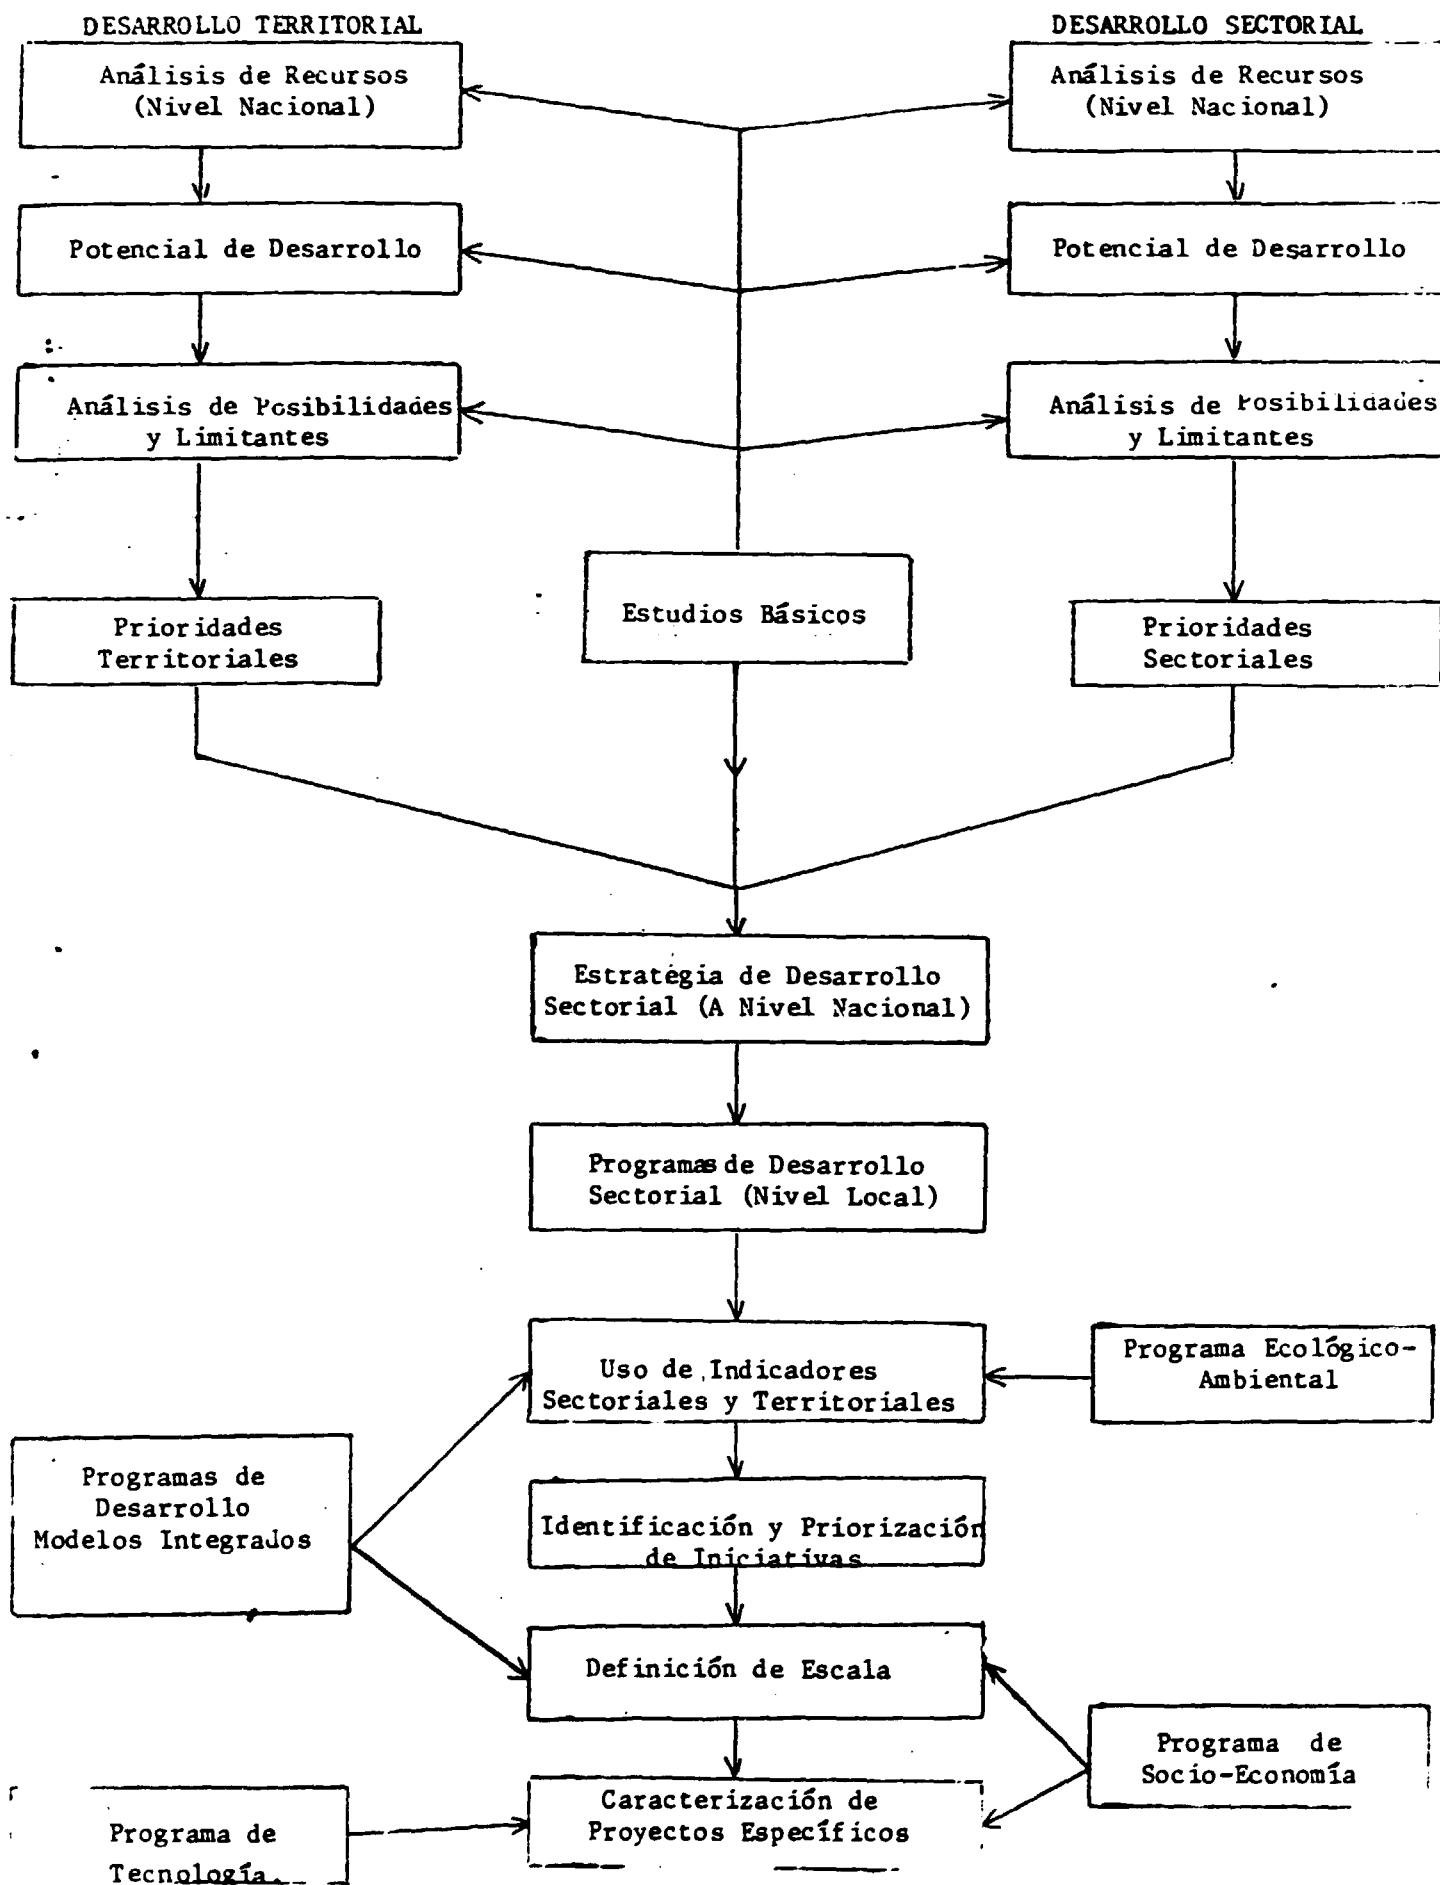 DESARROLLO TERRITORIAL
DESARROLLO SECTORIAL
Análisis de Recursos
(Nivel Nacional)
Análisis de Recursos
(Nivel Nacional)
Potencial de Desarrollo
Potencial de Desarrollo
Análisis de Posibilidades
y Limitantes
Análisis de Posibilidades
y Limitantes
Estudios Básicos
Prioridades
Territoriales
Prioridades
Sectoriales
Estratégia de Desarrollo
Sectorial (A Nivel Nacional)
Programas de Desarrollo
Sectorial (Nivel Local)
Uso de Indicadores
Sectoriales y Territoriales
Programa Ecológico-
Ambiental
Programas de
Desarrollo
Modelos Integrados
Identificación y Priorización
de Iniciativas
Definición de Escala
Programa de
Socio-Economía
Caracterización de
Proyectos Específicos
Programa de
Tecnología.